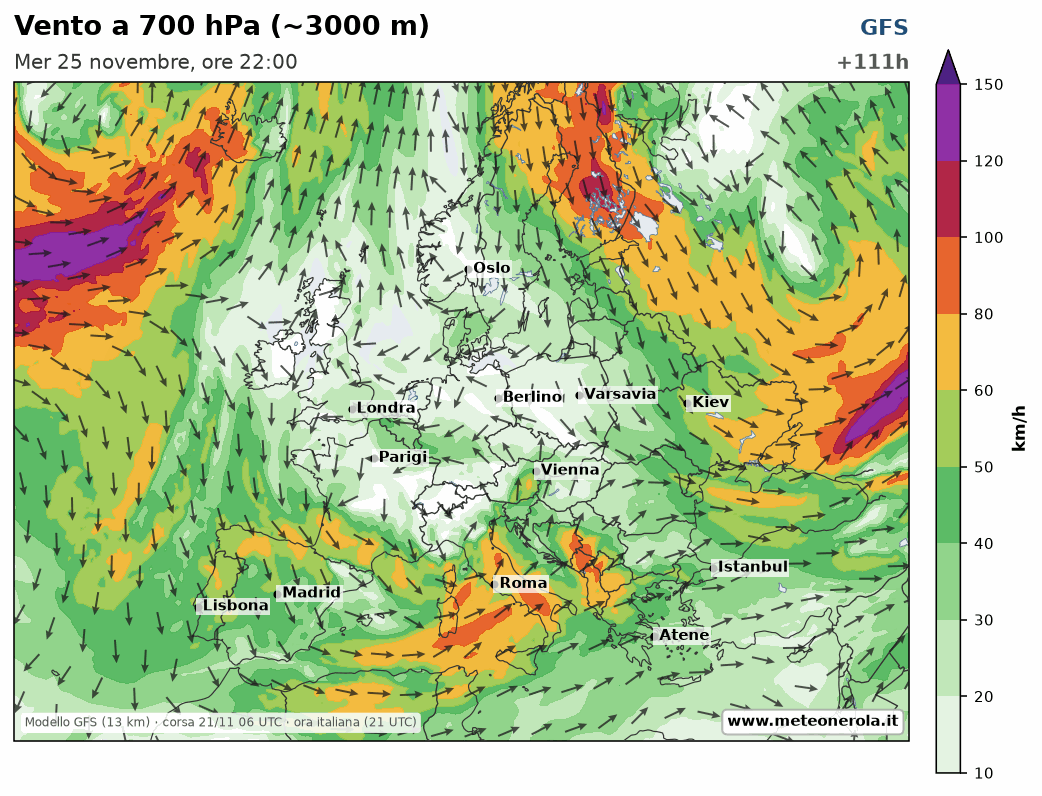 Vento a 700 hPa (~3000 m)
GFS
Mer 25 novembre, ore 22:00
+111h
150
120
100
80
60
50
40
30
20
10
km/h
Oslo
Londra
Berlino
Varsavia
Kiev
Parigi
Vienna
Lisbona
Madrid
Roma
Istanbul
Atene
Modello GFS (13 km) · corsa 21/11 06 UTC · ora italiana (21 UTC)
www.meteonerola.it